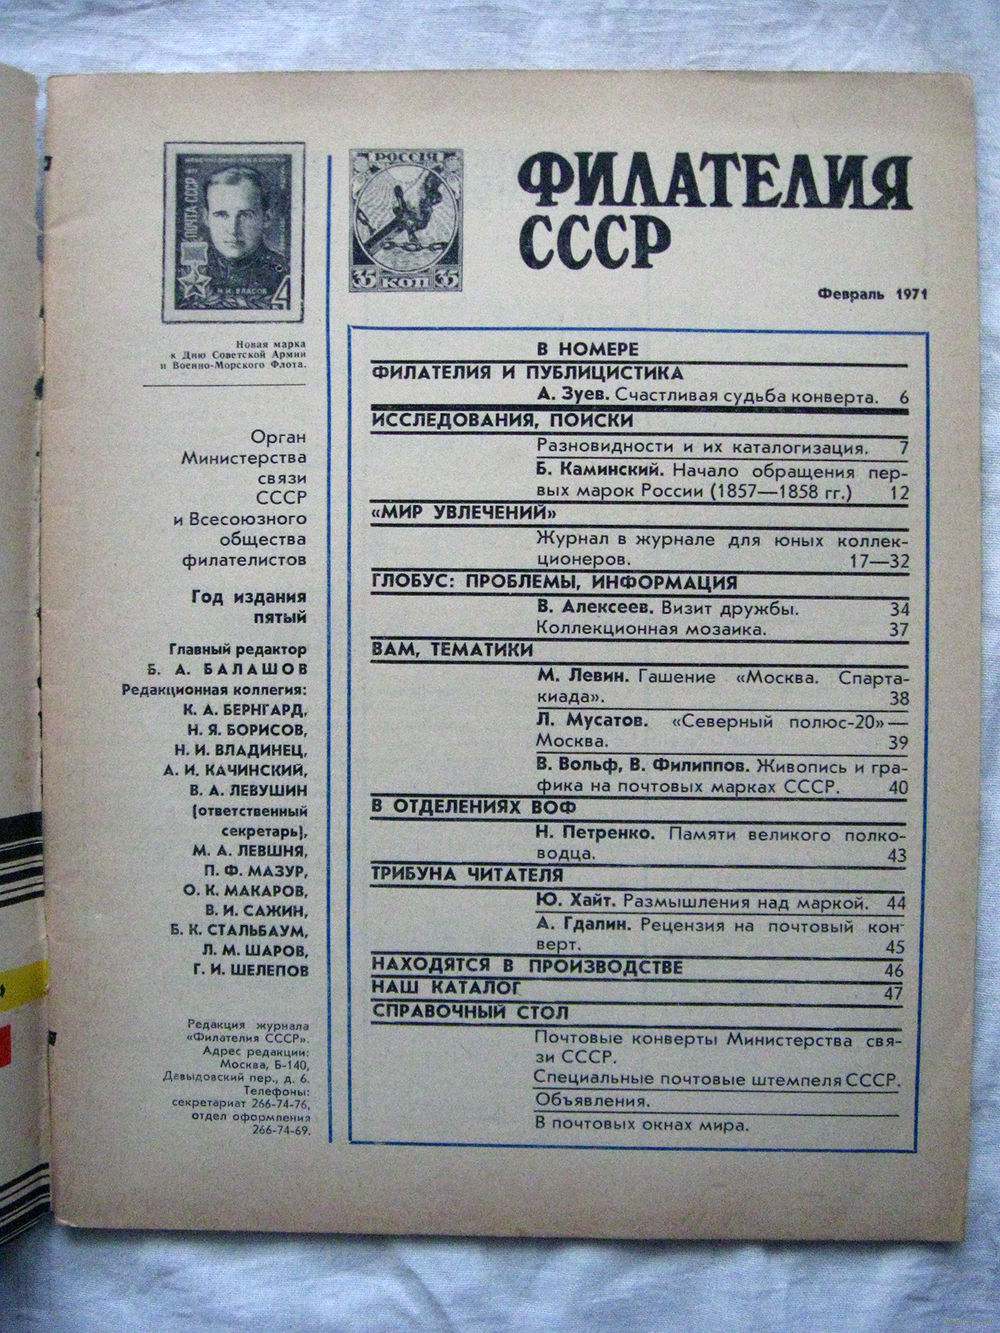 ПОЧТА СССР
Н.И. ВЛАСОВ
4
Новая марка
к Дню Советской Армии
и Военно-Морского Флота.
Орган
Министерства
связи
СССР
и Всесоюзного
общества
филателистов
Год издания
пятый
Главный редактор
Б. А. БАЛАШОВ
Редакционная коллегия:
К. А. БЕРНГАРД,
Н. Я. БОРИСОВ,
Н. И. ВЛАДИНЕЦ,
А. И. КАЧИНСКИЙ,
В. А. ЛЕВУШИН
(ответственный
секретарь),
М. А. ЛЕВШНЯ,
П. Ф. МАЗУР,
О. К. МАКАРОВ,
В. И. САЖИН,
Б. К. СТАЛЬБАУМ,
Л. М. ШАРОВ,
Г. И. ШЕЛЕПОВ
Редакция журнала
«Филателия СССР».
Адрес редакции:
Москва, Б-140,
Давыдовский пер., д. 6.
Телефоны:
секретариат 266-74-76,
отдел оформления
266-74-69.
РОССІЯ
35 КОП 35
ФИЛАТЕЛИЯ
СССР
Февраль 1971
В НОМЕРЕ
ФИЛАТЕЛИЯ И ПУБЛИЦИСТИКА
А. Зуев. Счастливая судьба конверта. 6
ИССЛЕДОВАНИЯ, ПОИСКИ
Разновидности и их каталогизация. 7
Б. Каминский. Начало обращения пер-
вых марок России (1857—1858 гг.) 12
«МИР УВЛЕЧЕНИЙ»
Журнал в журнале для юных коллек-
ционеров. 17—32
ГЛОБУС: ПРОБЛЕМЫ, ИНФОРМАЦИЯ
В. Алексеев. Визит дружбы. 34
Коллекционная мозаика. 37
ВАМ, ТЕМАТИКИ
М. Левин. Гашение «Москва. Спарта-
киада». 38
Л. Мусатов. «Северный полюс-20»—
Москва. 39
В. Вольф, В. Филиппов. Живопись и гра-
фика на почтовых марках СССР. 40
В ОТДЕЛЕНИЯХ ВОФ
Н. Петренко. Памяти великого полко-
водца. 43
ТРИБУНА ЧИТАТЕЛЯ
Ю. Хайт. Размышления над маркой. 44
А. Гдалин. Рецензия на почтовый кон-
верт. 45
НАХОДЯТСЯ В ПРОИЗВОДСТВЕ 46
НАШ КАТАЛОГ 47
СПРАВОЧНЫЙ СТОЛ
Почтовые конверты Министерства свя-
зи СССР.
Специальные почтовые штемпеля СССР.
Объявления.
В почтовых окнах мира.